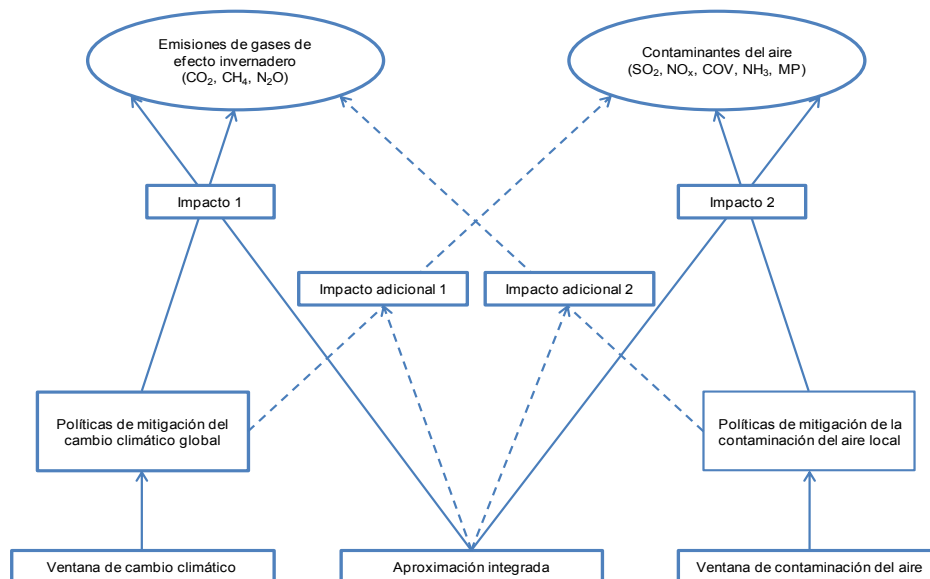 Emisiones de gases de
efecto invernadero
(CO₂, CH₄, N₂O)
Contaminantes del aire
(SO₂, NOₓ, COV, NH₃, MP)
Impacto 1
Impacto 2
Impacto adicional 1
Impacto adicional 2
Políticas de mitigación del
cambio climático global
Políticas de mitigación de la
contaminación del aire local
Ventana de cambio climático
Aproximación integrada
Ventana de contaminación del aire